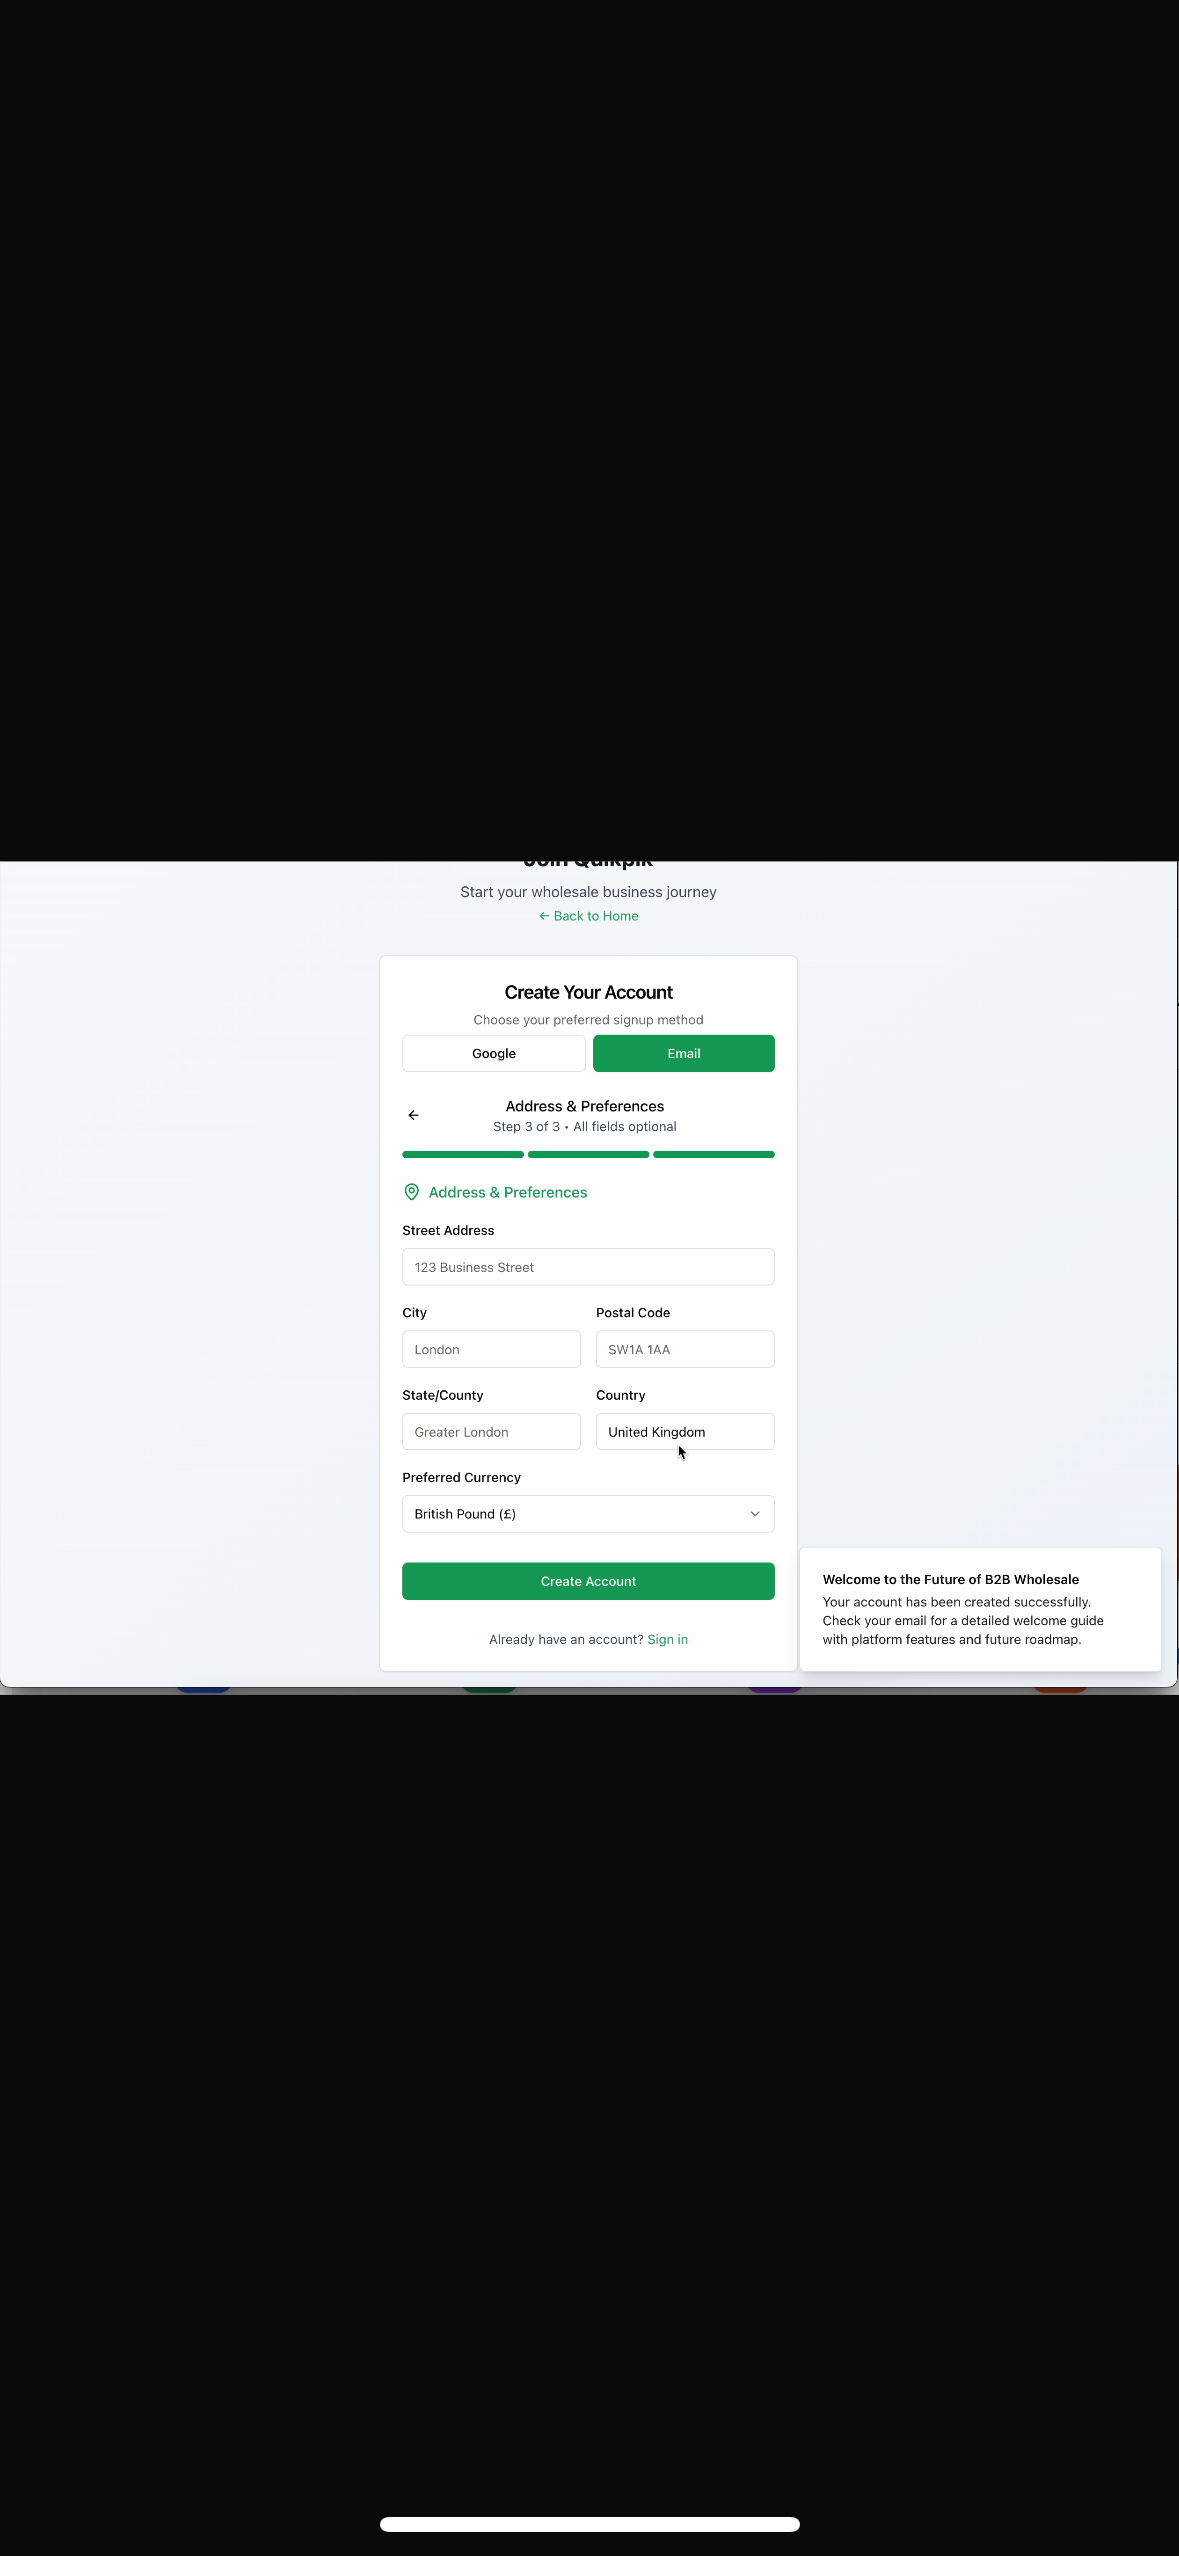 Join Quikpik
Start your wholesale business journey
← Back to Home
Create Your Account
Choose your preferred signup method
Google
Email
Address & Preferences
Step 3 of 3 • All fields optional
Address & Preferences
Street Address
123 Business Street
City
Postal Code
London
SW1A 1AA
State/County
Country
Greater London
United Kingdom
Preferred Currency
British Pound (£)
Create Account
Already have an account? Sign in
Welcome to the Future of B2B Wholesale
Your account has been created successfully.
Check your email for a detailed welcome guide
with platform features and future roadmap.